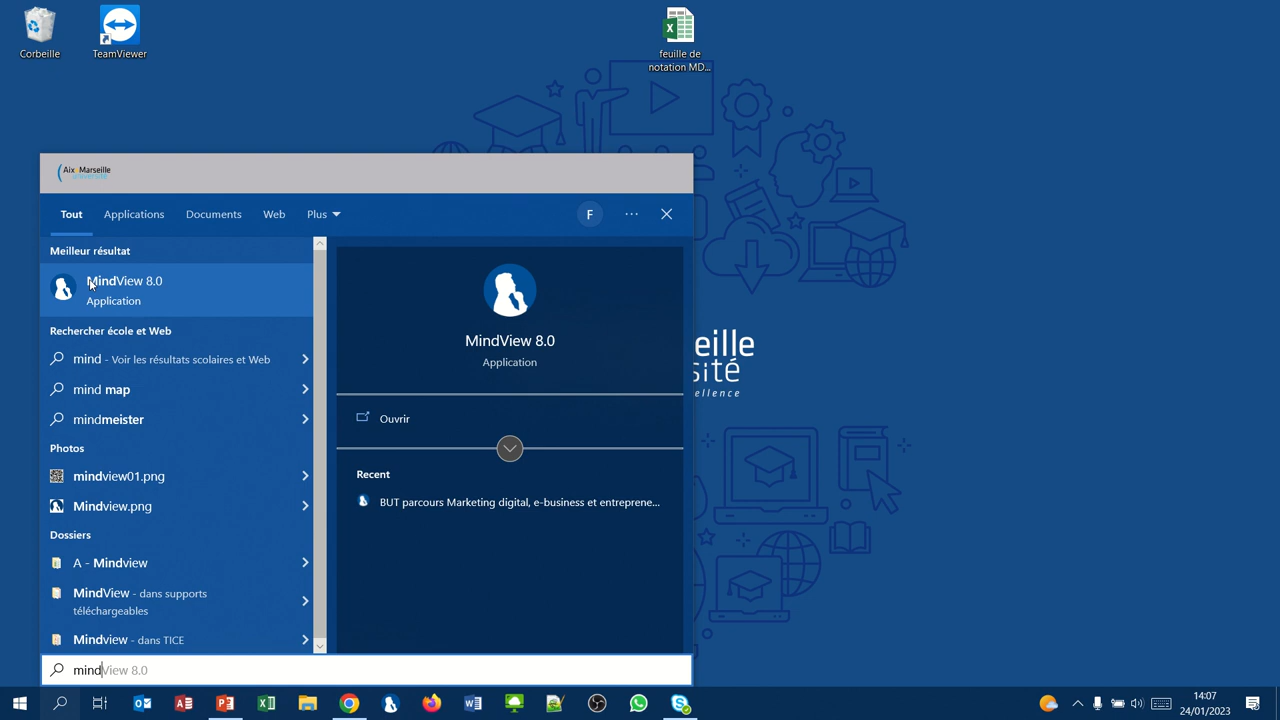 Corbeille
TeamViewer
feuille de
notation MD...
Aix Marseille
université
Tout
Applications
Documents
Web
Plus
F
Meilleur résultat
MindView 8.0
Application
Rechercher école et Web
mind - Voir les résultats scolaires et Web
mind map
mindmeister
Photos
mindview01.png
Mindview.png
Dossiers
A - Mindview
MindView - dans supports
téléchargeables
Mindview - dans TICE
MindView 8.0
Application
Ouvrir
Recent
BUT parcours Marketing digital, e-business et entreprene...
eille
sité
ellence
mindView 8.0
14:07
24/01/2023